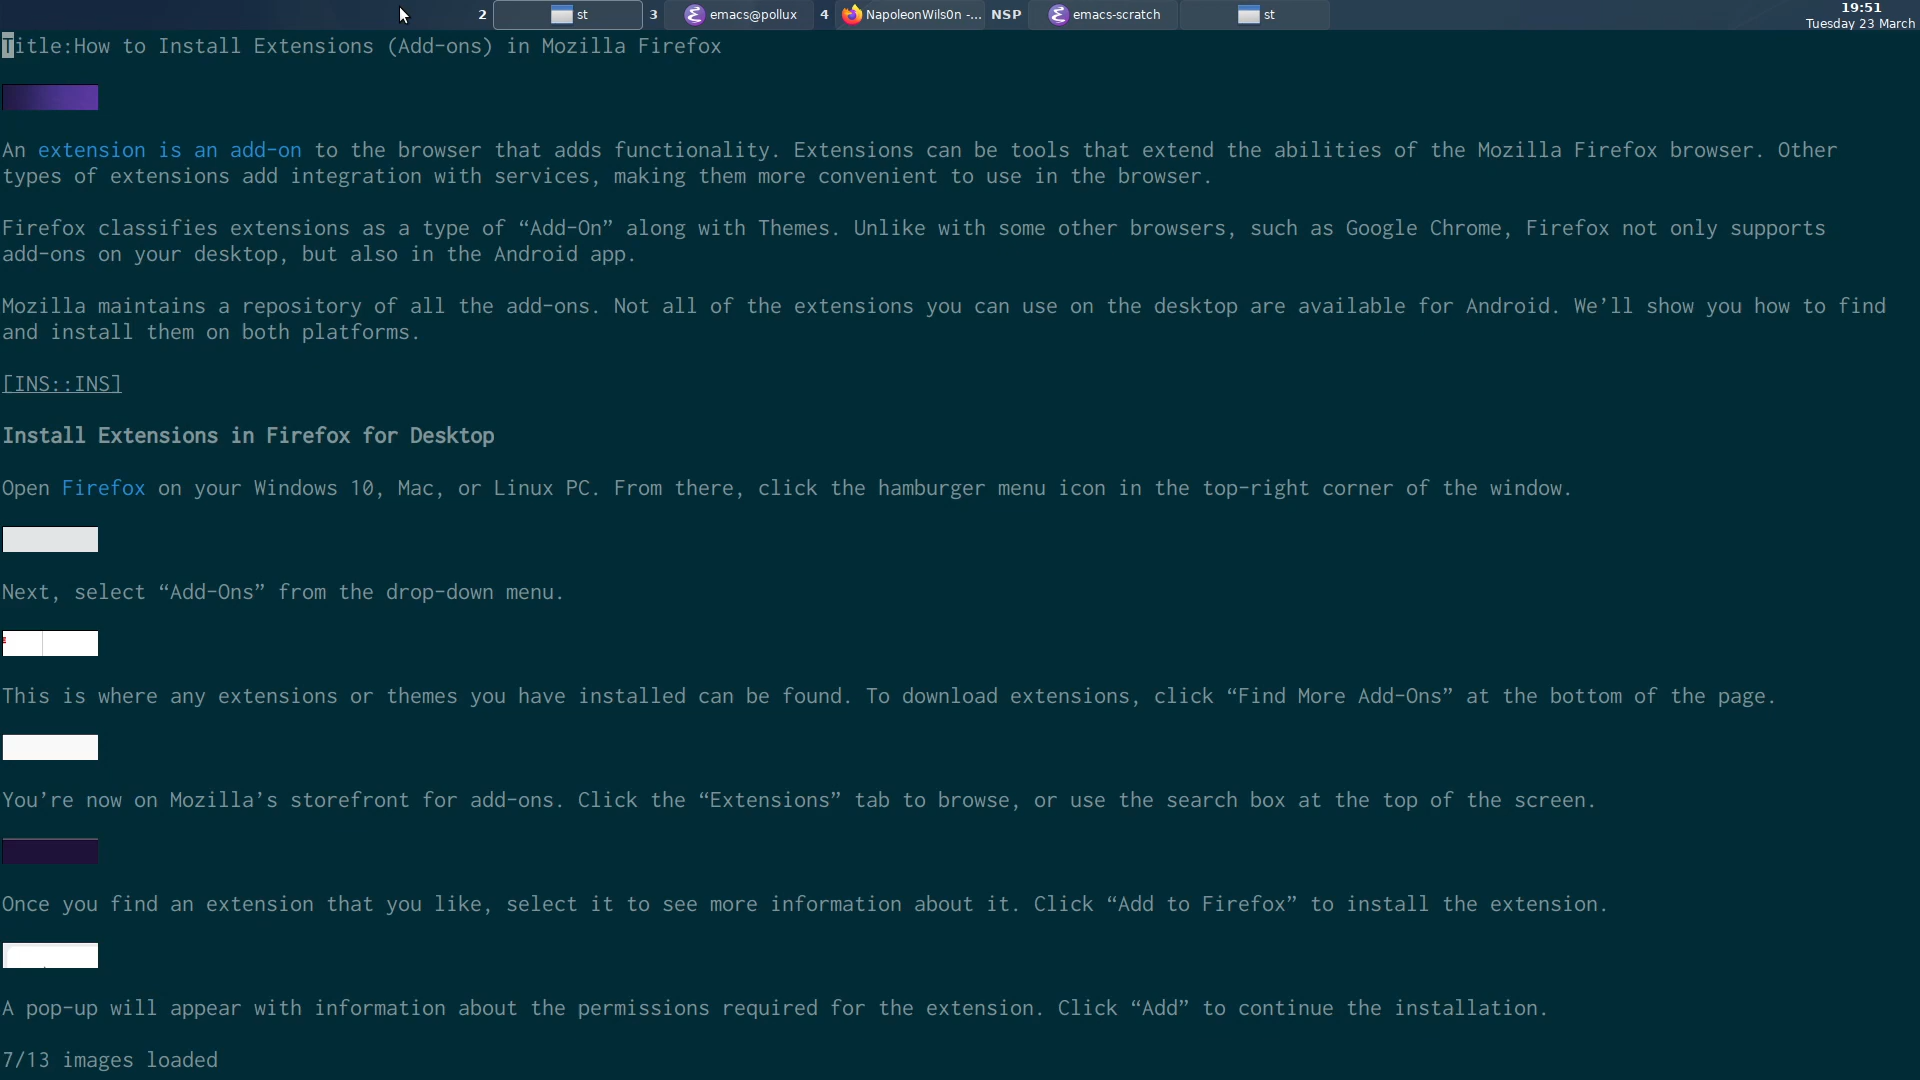 2 st 3 emacs@pollux 4 NapoleonWils0n -... NSP emacs-scratch st 19:51
Tuesday 23 March
Title:How to Install Extensions (Add-ons) in Mozilla Firefox
An extension is an add-on to the browser that adds functionality. Extensions can be tools that extend the abilities of the Mozilla Firefox browser. Other
types of extensions add integration with services, making them more convenient to use in the browser.
Firefox classifies extensions as a type of “Add-On” along with Themes. Unlike with some other browsers, such as Google Chrome, Firefox not only supports
add-ons on your desktop, but also in the Android app.
Mozilla maintains a repository of all the add-ons. Not all of the extensions you can use on the desktop are available for Android. We’ll show you how to find
and install them on both platforms.
[INS::INS]
Install Extensions in Firefox for Desktop
Open Firefox on your Windows 10, Mac, or Linux PC. From there, click the hamburger menu icon in the top-right corner of the window.
Next, select “Add-Ons” from the drop-down menu.
This is where any extensions or themes you have installed can be found. To download extensions, click “Find More Add-Ons” at the bottom of the page.
You’re now on Mozilla’s storefront for add-ons. Click the “Extensions” tab to browse, or use the search box at the top of the screen.
Once you find an extension that you like, select it to see more information about it. Click “Add to Firefox” to install the extension.
A pop-up will appear with information about the permissions required for the extension. Click “Add” to continue the installation.
7/13 images loaded